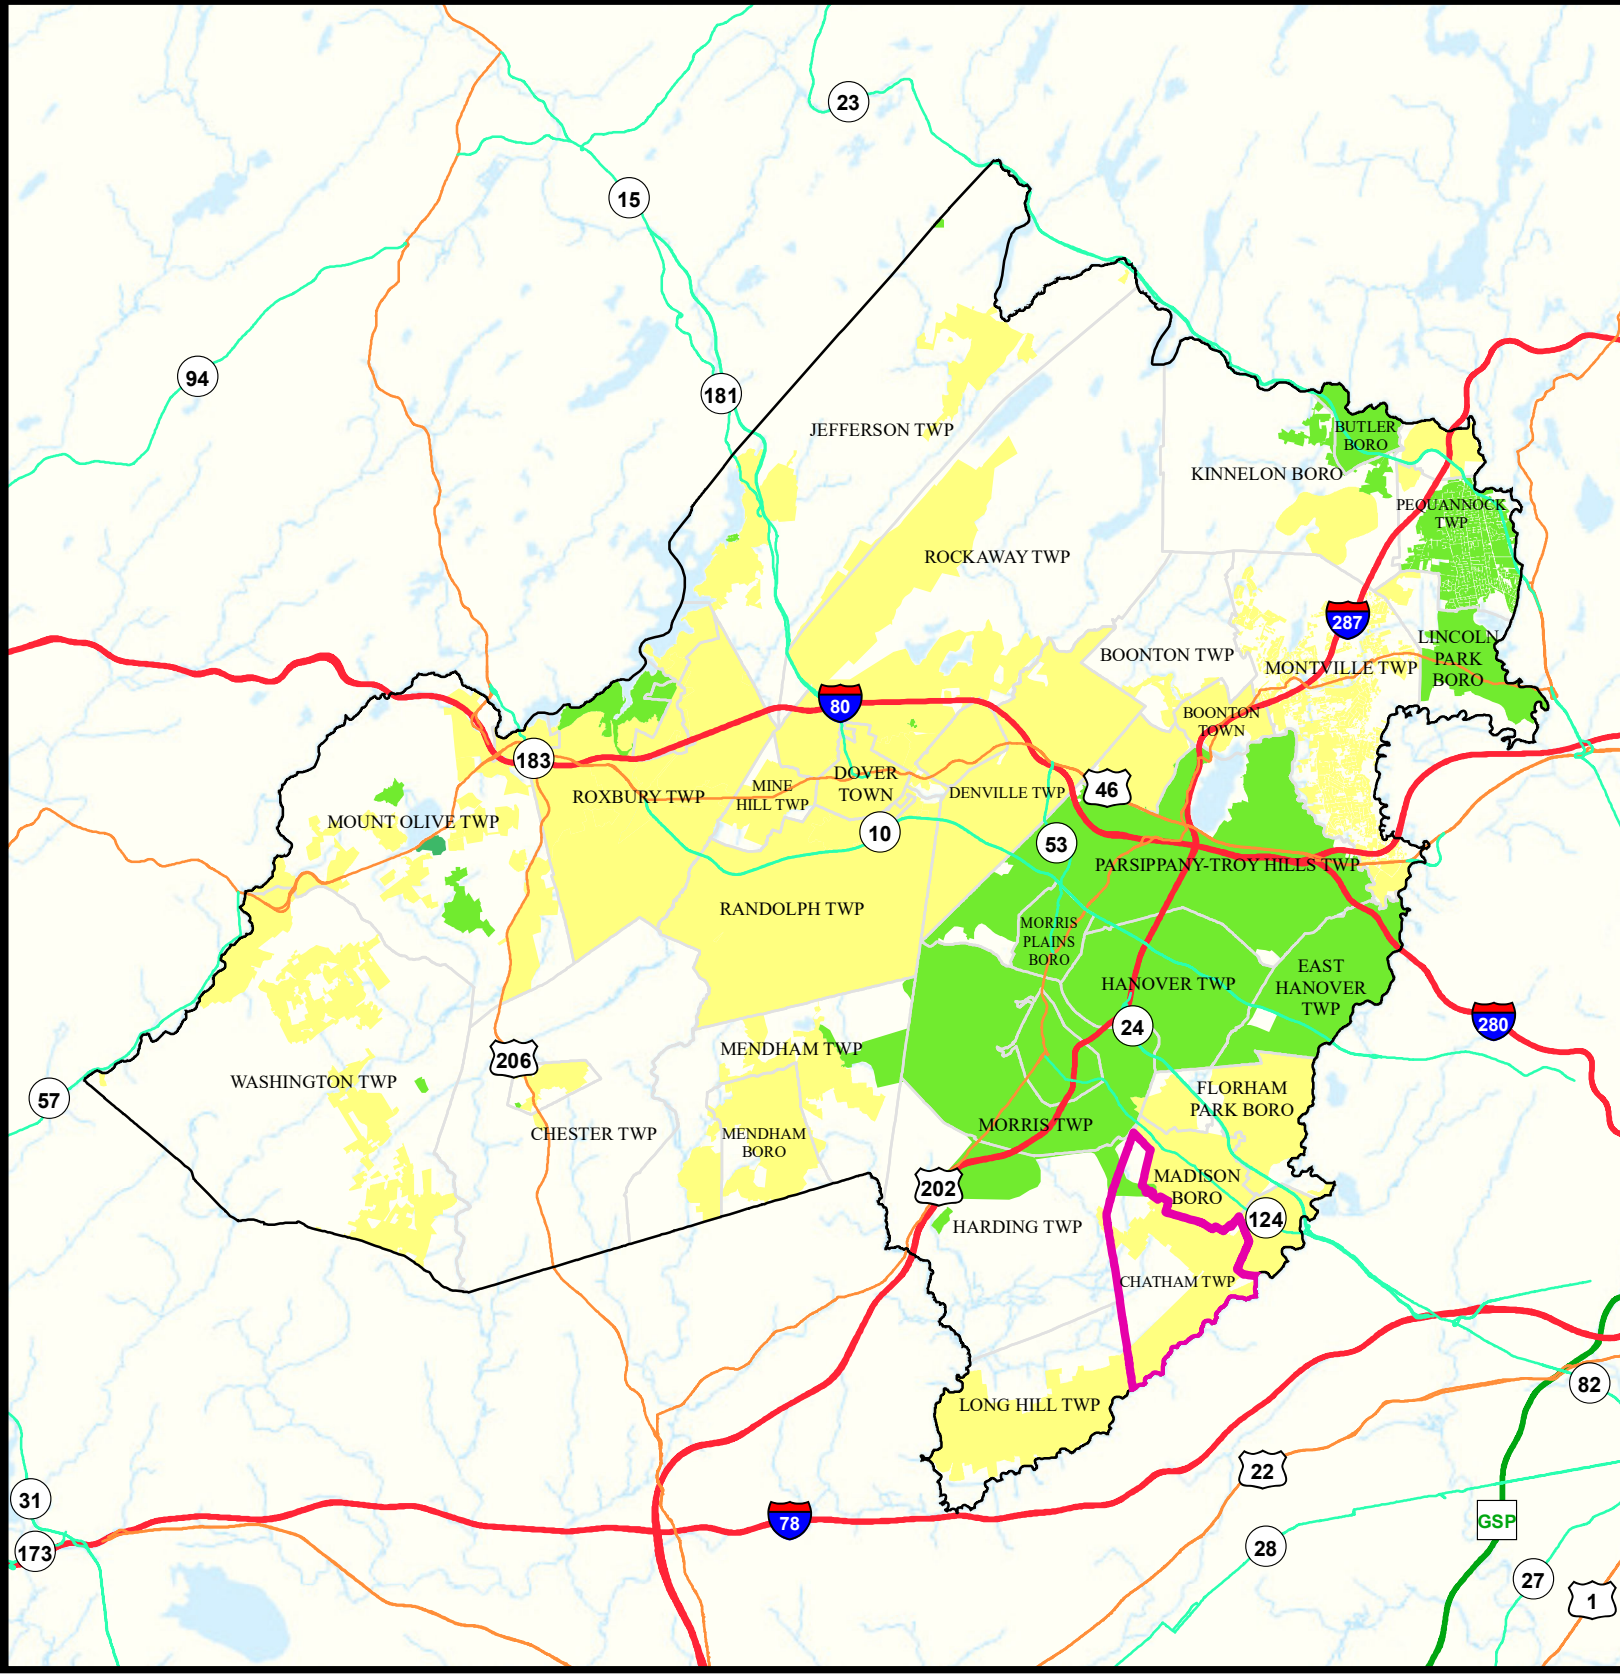 23
15
94
181
JEFFERSON TWP
BUTLER
BORO
KINNELON BORO
PEQUANNOCK
TWP
ROCKAWAY TWP
287
LINCOLN
PARK
BORO
BOONTON TWP
MONTVILLE TWP
80
BOONTON
TOWN
183
DOVER
TOWN
MINE
HILL TWP
ROXBURY TWP
DENVILLE TWP
46
MOUNT OLIVE TWP
10
53
PARSIPPANY-TROY HILLS TWP
RANDOLPH TWP
MORRIS
PLAINS
BORO
EAST
HANOVER
TWP
HANOVER TWP
24
280
MENDHAM TWP
206
WASHINGTON TWP
57
FLORHAM
PARK BORO
MORRIS TWP
CHESTER TWP
MENDHAM
BORO
MADISON
BORO
202
124
HARDING TWP
CHATHAM TWP
82
LONG HILL TWP
22
31
78
GSP
173
28
27
1